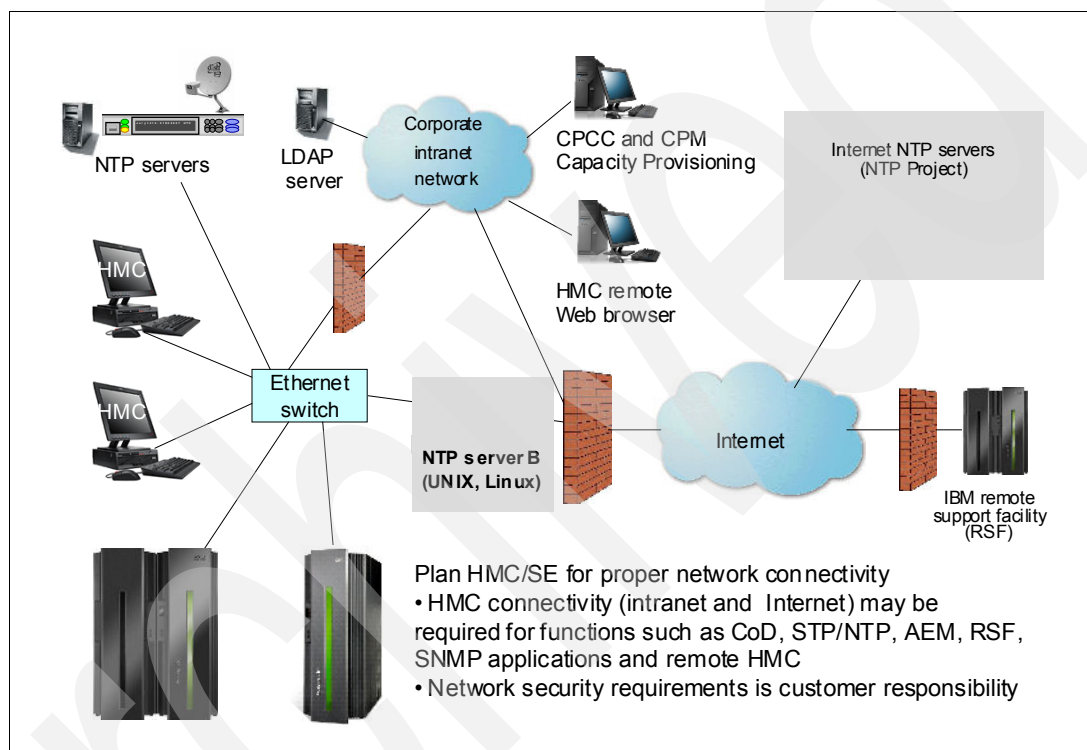 NTP servers
LDAP
server
Corporate
intranet
network
CPCC and CPM
Capacity Provisioning
Internet NTP servers
(NTP Project)
HMC
HMC remote
Web browser
Ethernet
switch
HMC
NTP server B
(UNIX, Linux)
Internet
IBM remote
support facility
(RSF)
Plan HMC/SE for proper network connectivity
• HMC connectivity (intranet and Internet) may be
required for functions such as CoD, STP/NTP, AEM, RSF,
SNMP applications and remote HMC
• Network security requirements is customer responsibility